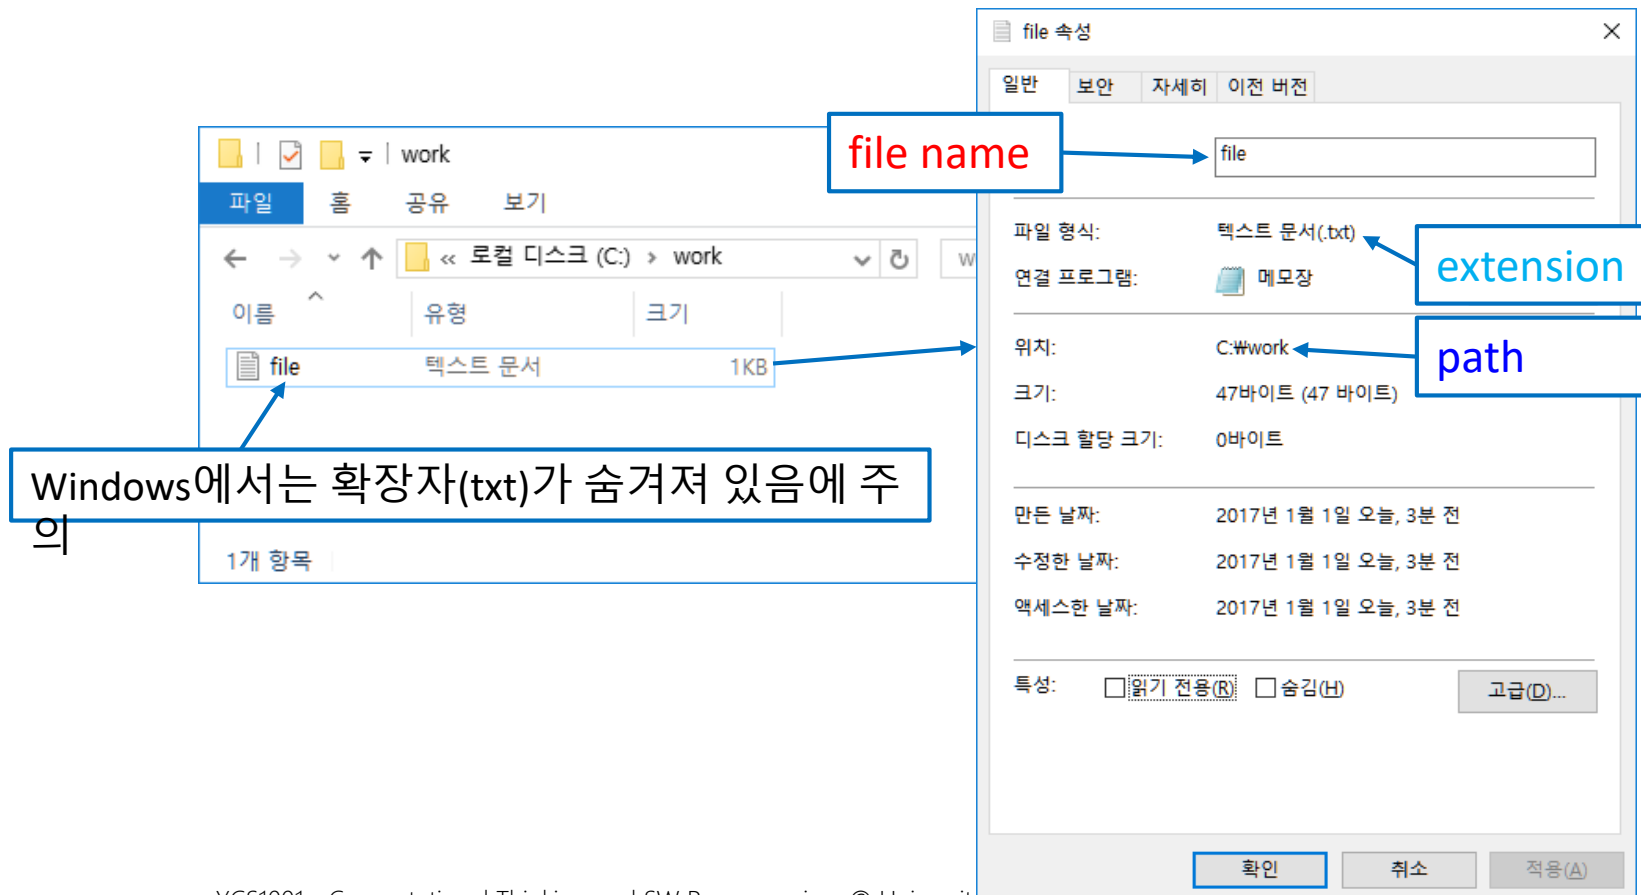 work
파일 홈 공유 보기
« 로컬 디스크 (C:) › work
이름 유형 크기
file 텍스트 문서 1KB
Windows에서는 확장자(txt)가 숨겨져 있음에 주
의
1개 항목
file 속성
일반 보안 자세히 이전 버전
file name
file
파일 형식: 텍스트 문서(.txt)
extension
연결 프로그램: 메모장
위치: C:₩work
path
크기: 47바이트 (47 바이트)
디스크 할당 크기: 0바이트
만든 날짜: 2017년 1월 1일 오늘, 3분 전
수정한 날짜: 2017년 1월 1일 오늘, 3분 전
액세스한 날짜: 2017년 1월 1일 오늘, 3분 전
특성: 읽기 전용(R) 숨김(H) 고급(D)...
확인 취소 적용(A)